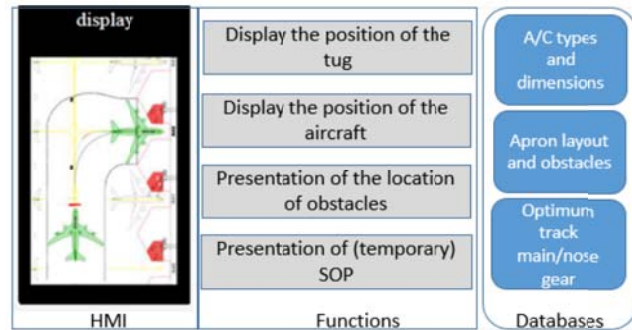 display
HMI
Display the position of the
tug
Display the position of the
aircraft
Presentation of the location
of obstacles
Presentation of (temporary)
SOP
Functions
A/C types
and
dimensions
Apron layout
and obstacles
Optimum
track
main/nose
gear
Databases